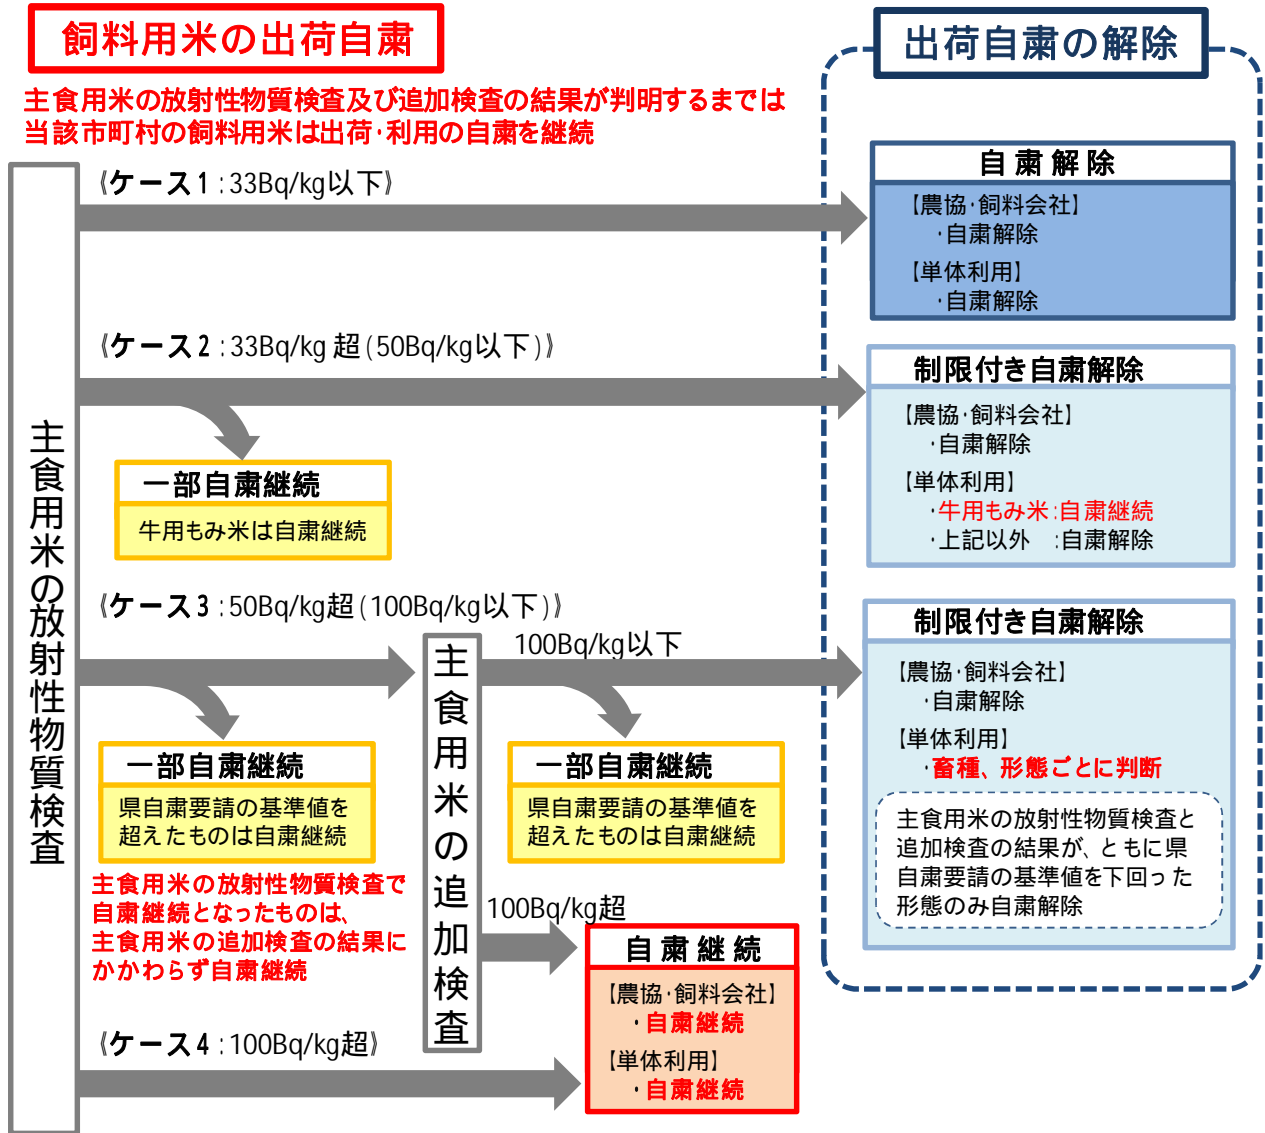 飼料用米の出荷自粛
出荷自粛の解除
主食用米の放射性物質検査及び追加検査の結果が判明するまでは
当該市町村の飼料用米は出荷・利用の自粛を継続
主食用米の放射性物質検査
《ケース1：33Bq/kg以下》
自粛解除
【農協・飼料会社】
・自粛解除
【単体利用】
・自粛解除
《ケース2：33Bq/kg 超(50Bq/kg以下)》
一部自粛継続
牛用もみ米は自粛継続
制限付き自粛解除
【農協・飼料会社】
・自粛解除
【単体利用】
・牛用もみ米：自粛継続
・上記以外　：自粛解除
《ケース3：50Bq/kg超(100Bq/kg以下)》
一部自粛継続
県自粛要請の基準値を
超えたものは自粛継続
主食用米の放射性物質検査で
自粛継続となったものは、
主食用米の追加検査の結果に
かかわらず自粛継続
主食用米の追加検査
100Bq/kg以下
一部自粛継続
県自粛要請の基準値を
超えたものは自粛継続
制限付き自粛解除
【農協・飼料会社】
・自粛解除
【単体利用】
・畜種、形態ごとに判断
主食用米の放射性物質検査と
追加検査の結果が、ともに県
自粛要請の基準値を下回った
形態のみ自粛解除
100Bq/kg超
自粛継続
【農協・飼料会社】
・自粛継続
【単体利用】
・自粛継続
《ケース4：100Bq/kg超》